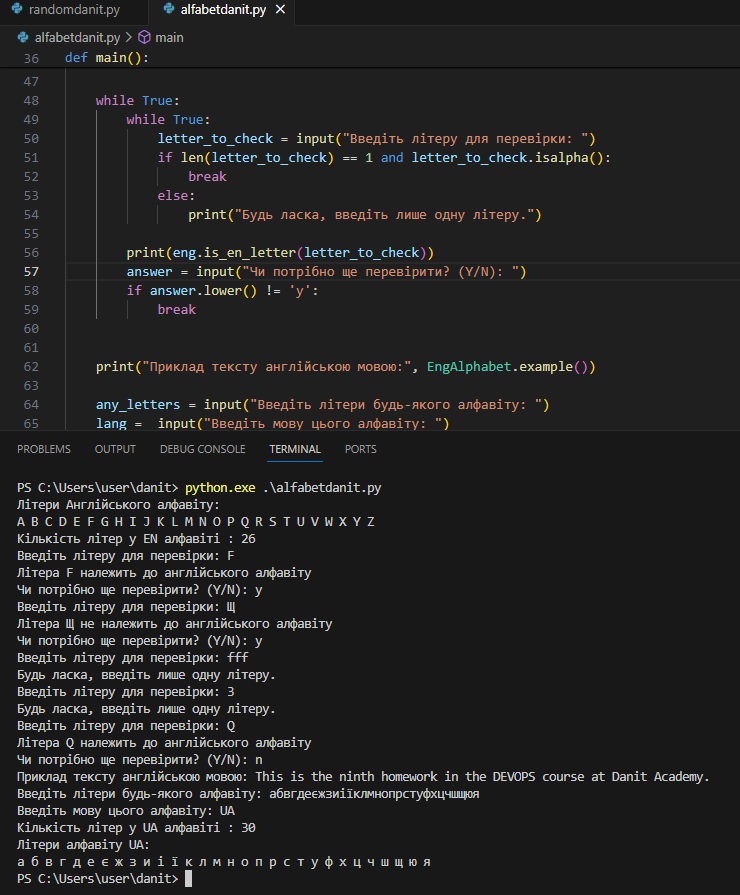 randomdanit.py alfabetdanit.py
alfabetdanit.py > main
36 def main():
47
48 while True:
49 while True:
50 letter_to_check = input("Введіть літеру для перевірки: ")
51 if len(letter_to_check) == 1 and letter_to_check.isalpha():
52 break
53 else:
54 print("Будь ласка, введіть лише одну літеру.")
55
56 print(eng.is_en_letter(letter_to_check))
57 answer = input("Чи потрібно ще перевірити? (Y/N): ")
58 if answer.lower() != 'y':
59 break
60
61
62 print("Приклад тексту англійською мовою:", EngAlphabet.example())
63
64 any_letters = input("Введіть літери будь-якого алфавіту: ")
65 lang = input("Введіть мову цього алфавіту: ")
PROBLEMS OUTPUT DEBUG CONSOLE TERMINAL PORTS
PS C:\Users\user\danit> python.exe .\alfabetdanit.py
Літери Англійського алфавіту:
A B C D E F G H I J K L M N O P Q R S T U V W X Y Z
Кількість літер у EN алфавіті : 26
Введіть літеру для перевірки: F
Літера F належить до англійського алфавіту
Чи потрібно ще перевірити? (Y/N): y
Введіть літеру для перевірки: Щ
Літера Щ не належить до англійського алфавіту
Чи потрібно ще перевірити? (Y/N): y
Введіть літеру для перевірки: fff
Будь ласка, введіть лише одну літеру.
Введіть літеру для перевірки: 3
Будь ласка, введіть лише одну літеру.
Введіть літеру для перевірки: Q
Літера Q належить до англійського алфавіту
Чи потрібно ще перевірити? (Y/N): n
Приклад тексту англійською мовою: This is the ninth homework in the DEVOPS course at Danit Academy.
Введіть літери будь-якого алфавіту: абвгдеєжзиіїклмнопрстуфхцчшщюя
Введіть мову цього алфавіту: UA
Кількість літер у UA алфавіті : 30
Літери алфавіту UA:
а б в г д е є ж з и і ї к л м н о п р с т у ф х ц ч ш щ ю я
PS C:\Users\user\danit>